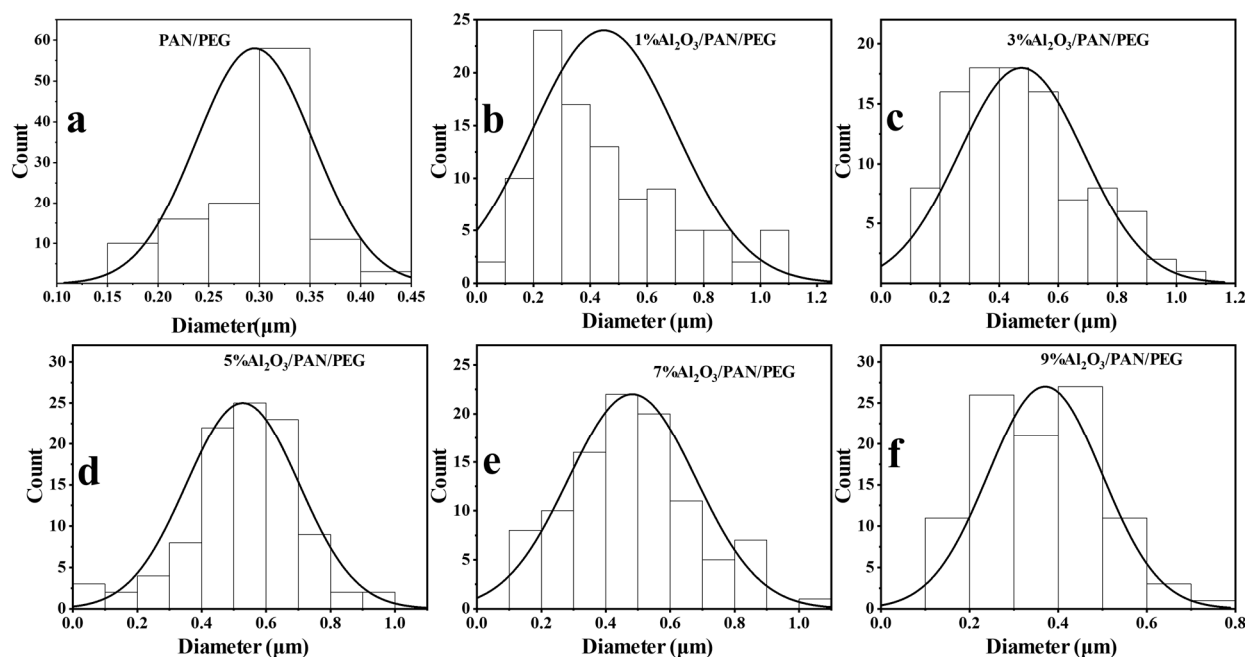 PAN/PEG
a
Count
60
50
40
30
20
10
0
0.10 0.15 0.20 0.25 0.30 0.35 0.40 0.45
Diameter(μm)
1%Al₂O₃/PAN/PEG
b
Count
25
20
15
10
5
0
0.0 0.2 0.4 0.6 0.8 1.0 1.2
Diameter (μm)
3%Al₂O₃/PAN/PEG
c
Count
20
15
10
5
0.0 0.2 0.4 0.6 0.8 1.0 1.2
Diameter (μm)
5%Al₂O₃/PAN/PEG
d
Count
30
25
20
15
10
5
0
0.0 0.2 0.4 0.6 0.8 1.0
Diameter (μm)
7%Al₂O₃/PAN/PEG
e
Count
25
20
15
10
5
0
0.0 0.2 0.4 0.6 0.8 1.0
Diameter (μm)
9%Al₂O₃/PAN/PEG
f
Count
30
25
20
15
10
5
0
0.0 0.2 0.4 0.6 0.8
Diameter (μm)